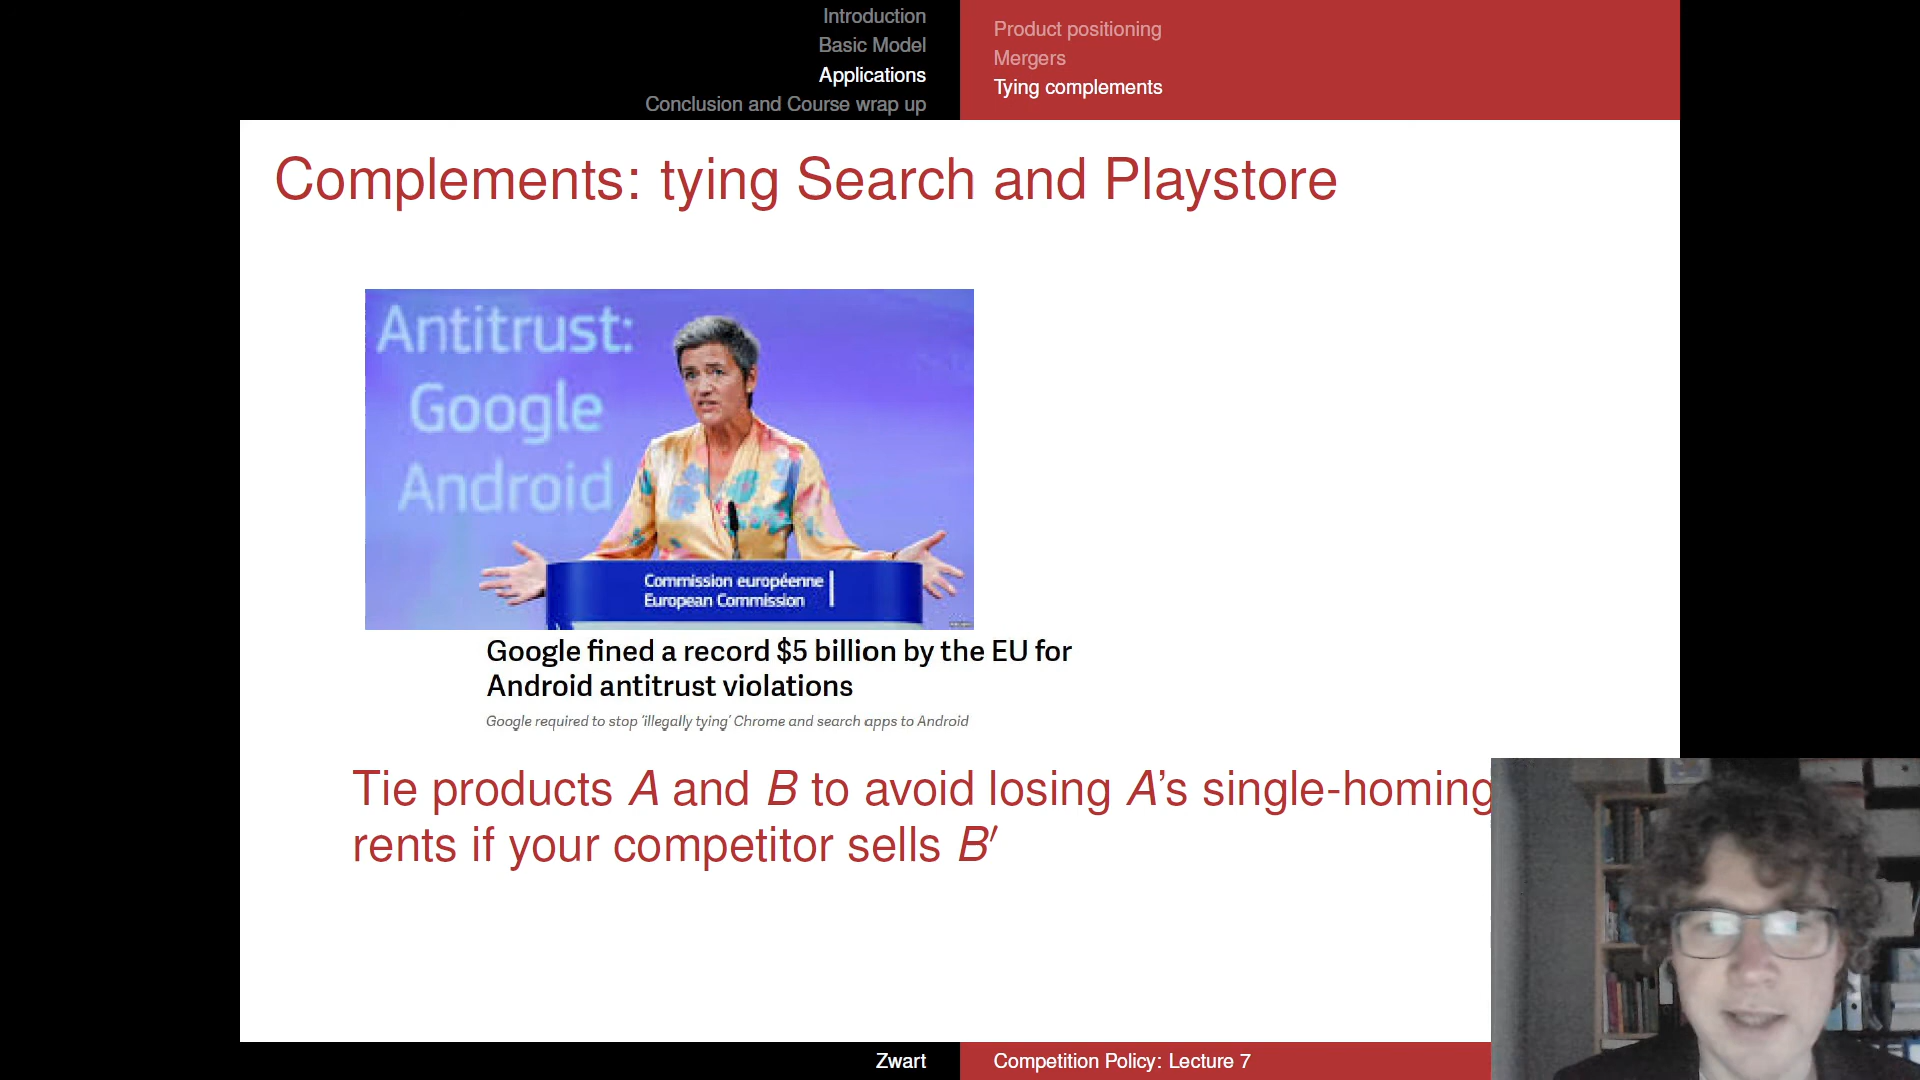 Introduction
Basic Model
Applications
Conclusion and Course wrap up
Product positioning
Mergers
Tying complements
Complements: tying Search and Playstore
Antitrust:
Google
Android
Commission européenne
European Commission
Google fined a record $5 billion by the EU for
Android antitrust violations
Google required to stop 'illegally tying' Chrome and search apps to Android
Tie products A and B to avoid losing A's single-homing
rents if your competitor sells B′
Zwart
Competition Policy: Lecture 7